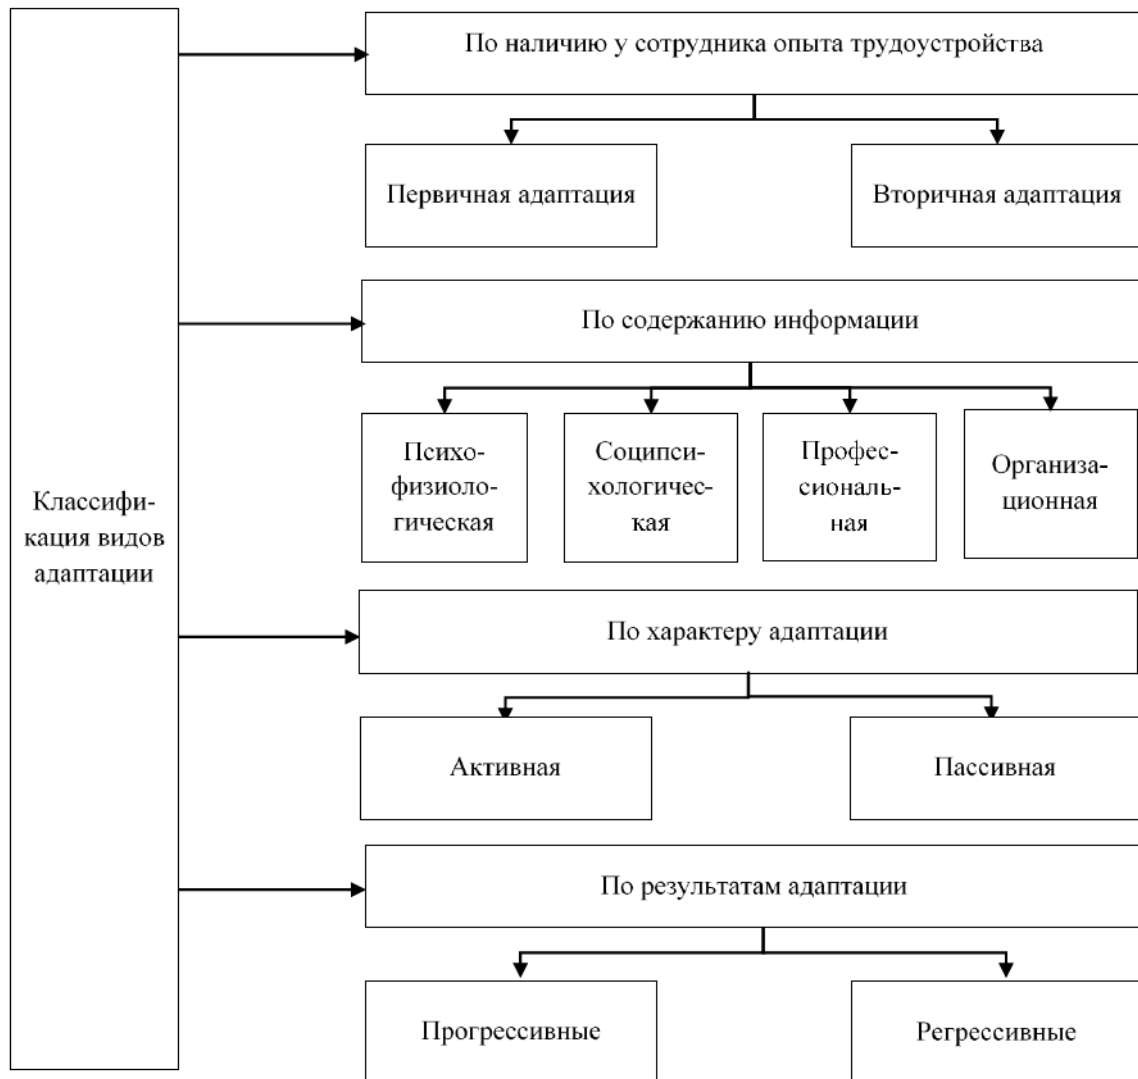 Классифи-
кация видов
адаптации
По наличию у сотрудника опыта трудоустройства
Первичная адаптация
Вторичная адаптация
По содержанию информации
Психо-
физиоло-
гическая
Соципси-
хологичес-
кая
Профес-
сиональ-
ная
Организа-
ционная
По характеру адаптации
Активная
Пассивная
По результатам адаптации
Прогрессивные
Регрессивные